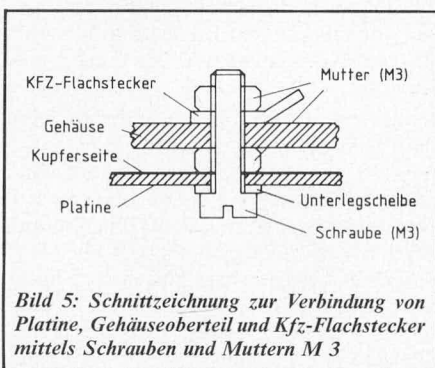 KFZ-Flachstecker
Mutter (M3)
Gehäuse
Kupferseite
Platine
Unterlegscheibe
Schraube (M3)
Bild 5: Schnittzeichnung zur Verbindung von
Platine, Gehäuseoberteil und Kfz-Flachstecker
mittels Schrauben und Muttern M 3